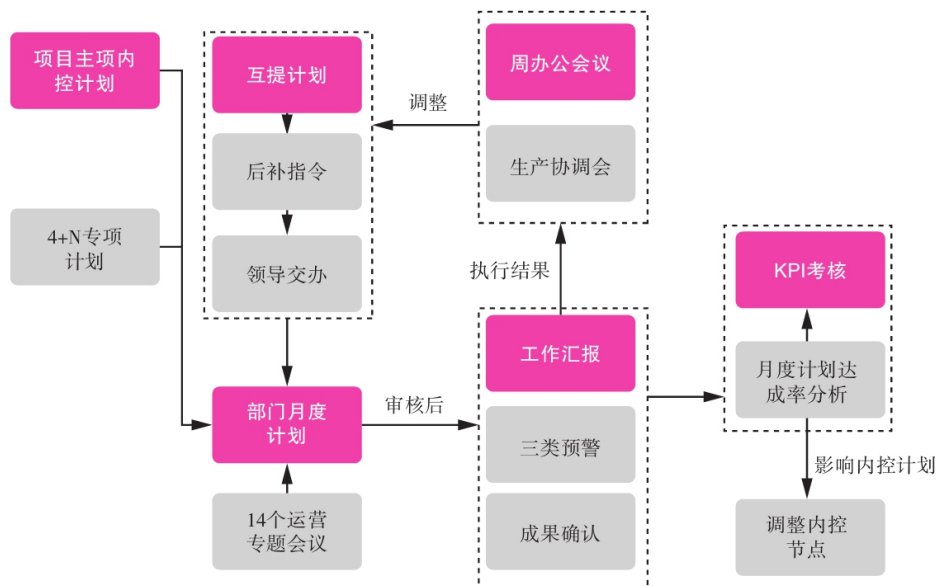 项目主项内
控计划
4+N专项
计划
互提计划
后补指令
领导交办
部门月度
计划
14个运营
专题会议
调整
周办公会议
生产协调会
执行结果
审核后
工作汇报
三类预警
成果确认
KPI考核
月度计划达
成率分析
影响内控计划
调整内控
节点